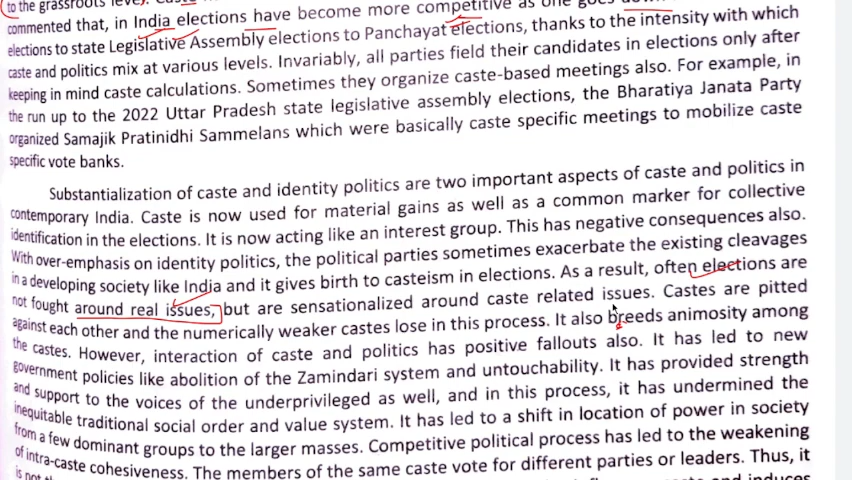 to the grassroots level). Caste
commented that, in India elections have become more competitive as one goes down
elections to state Legislative Assembly elections to Panchayat elections, thanks to the intensity with which
caste and politics mix at various levels. Invariably, all parties field their candidates in elections only after
keeping in mind caste calculations. Sometimes they organize caste-based meetings also. For example, in
the run up to the 2022 Uttar Pradesh state legislative assembly elections, the Bharatiya Janata Party
organized Samajik Pratinidhi Sammelans which were basically caste specific meetings to mobilize caste
specific vote banks.
Substantialization of caste and identity politics are two important aspects of caste and politics in
contemporary India. Caste is now used for material gains as well as a common marker for collective
identification in the elections. It is now acting like an interest group. This has negative consequences also.
With over-emphasis on identity politics, the political parties sometimes exacerbate the existing cleavages
in a developing society like India and it gives birth to casteism in elections. As a result, often elections are
not fought around real issues, but are sensationalized around caste related issues. Castes are pitted
against each other and the numerically weaker castes lose in this process. It also breeds animosity among
the castes. However, interaction of caste and politics has positive fallouts also. It has led to new
government policies like abolition of the Zamindari system and untouchability. It has provided strength
and support to the voices of the underprivileged as well, and in this process, it has undermined the
inequitable traditional social order and value system. It has led to a shift in location of power in society
from a few dominant groups to the larger masses. Competitive political process has led to the weakening
of intra-caste cohesiveness. The members of the same caste vote for different parties or leaders. Thus, it
is not
and induces